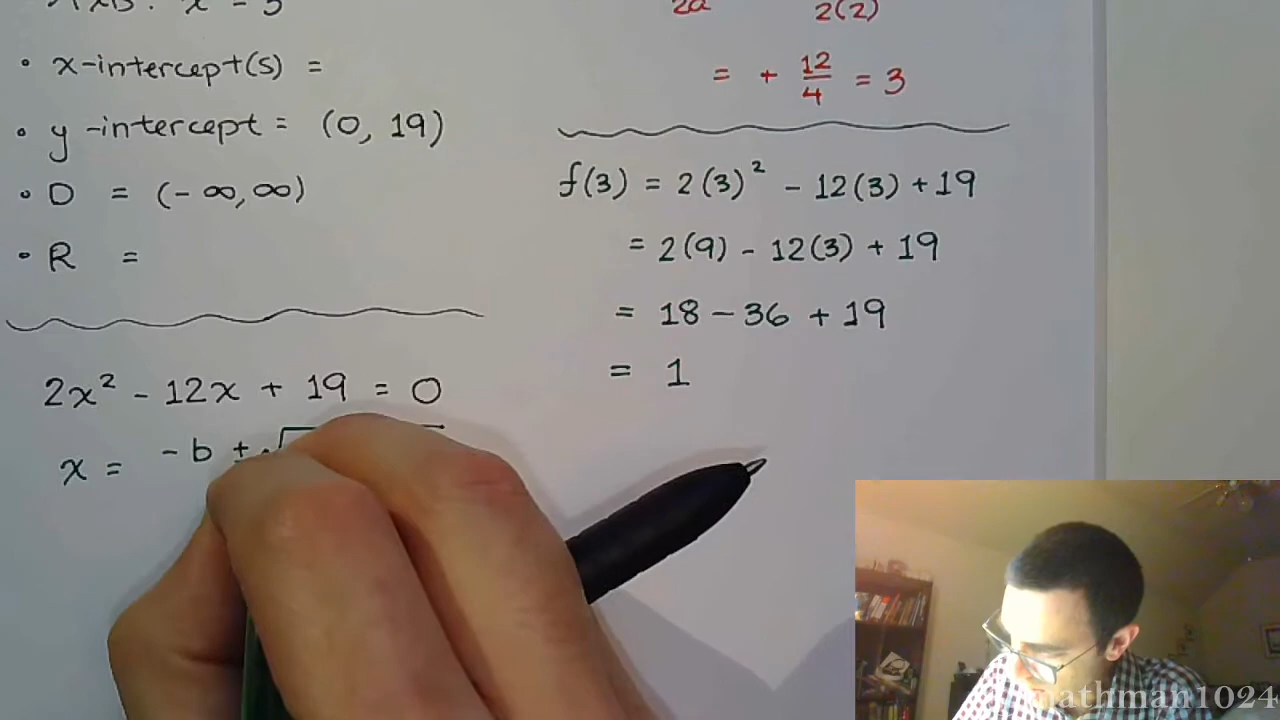 x-intercept(s) =
y-intercept = (0, 19)
D = (-∞, ∞)
R =
2x² - 12x + 19 = 0
x = -b ±
2a 2(2)
= + 12/4 = 3
f(3) = 2(3)² - 12(3) + 19
= 2(9) - 12(3) + 19
= 18 - 36 + 19
= 1
mathman1024